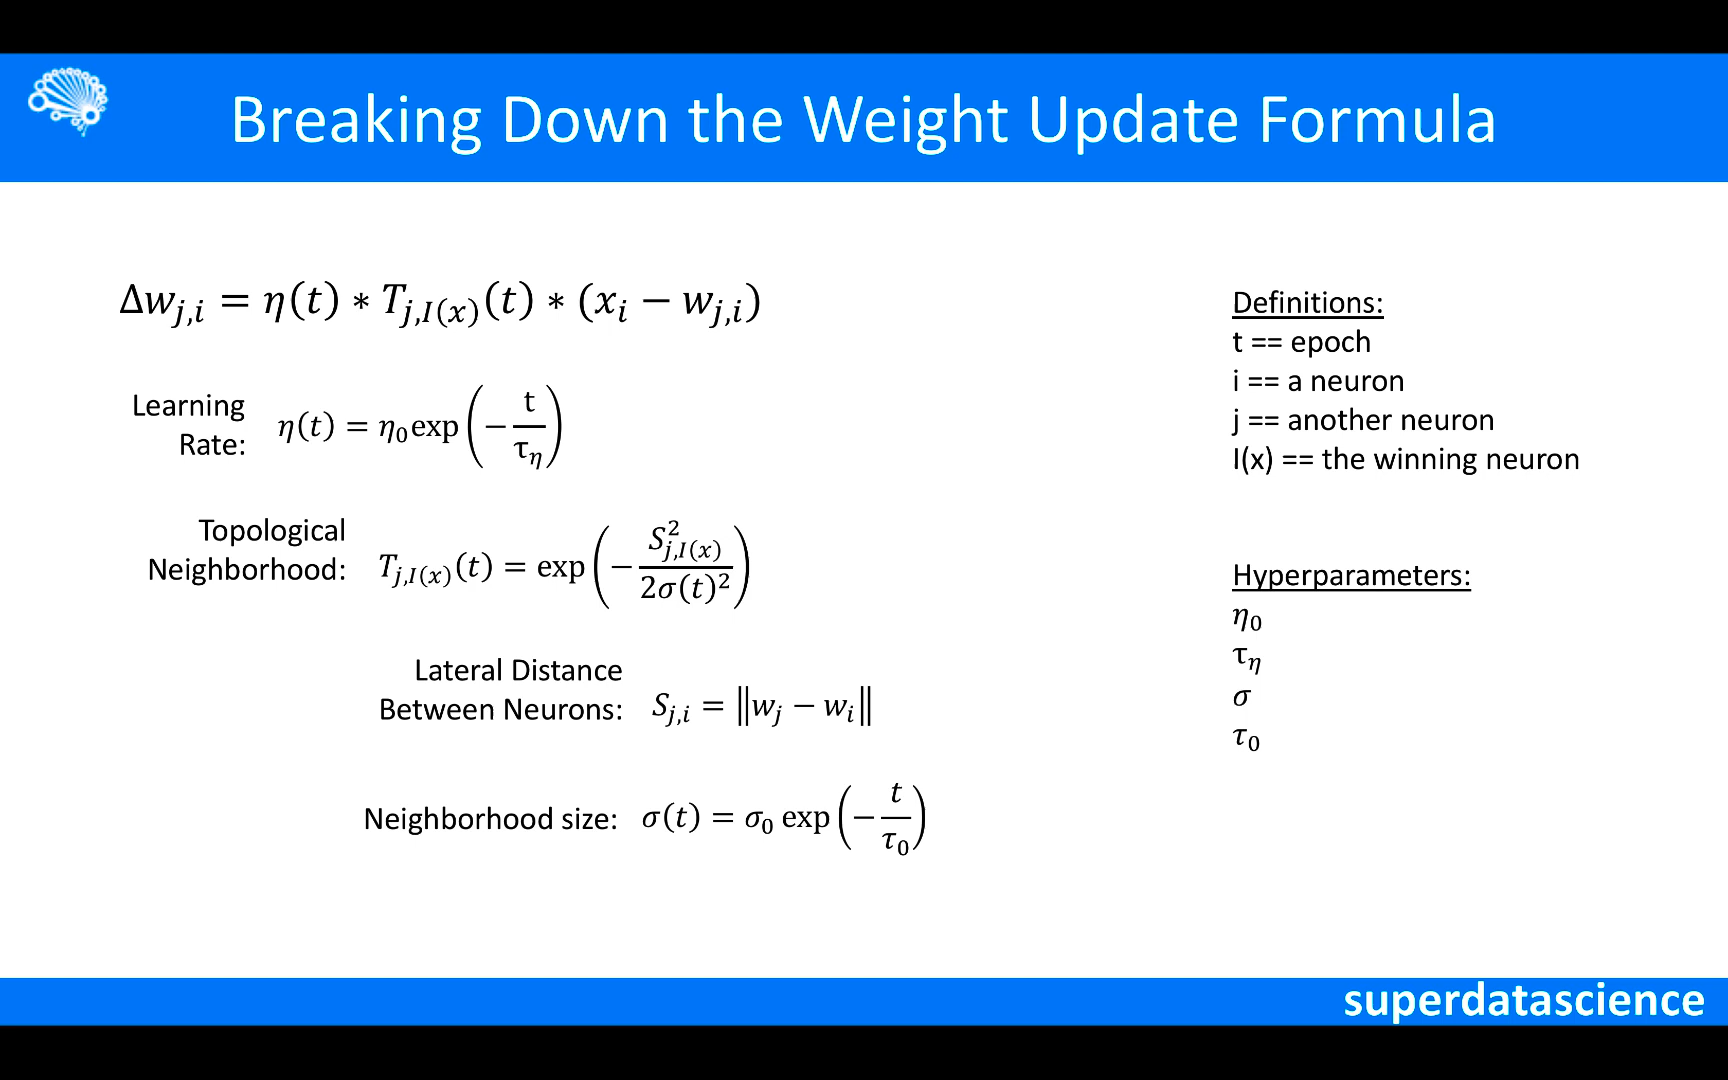 Breaking Down the Weight Update Formula
Δw_{j,i} = η(t) ∗ T_{j,I(x)}(t) ∗ (x_i − w_{j,i})
Learning
Rate: η(t) = η_0 exp(−t/τ_η)
Topological
Neighborhood: T_{j,I(x)}(t) = exp(−S^2_{j,I(x)}/2σ(t)^2)
Lateral Distance
Between Neurons: S_{j,i} = ‖w_j − w_i‖
Neighborhood size: σ(t) = σ_0 exp(−t/τ_0)
Definitions:
t == epoch
i == a neuron
j == another neuron
I(x) == the winning neuron
Hyperparameters:
η_0
τ_η
σ
τ_0
superdatascience